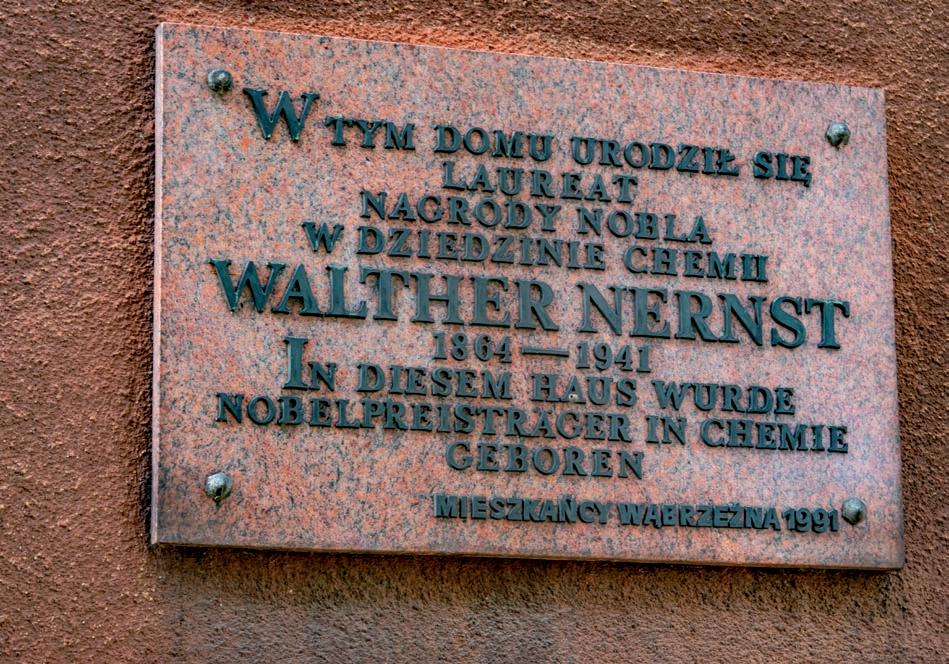 W TYM DOMU URODZIŁ SIĘ
LAUREAT
NAGRODY NOBLA
W DZIEDZINIE CHEMII
WALTHER NERNST
1864 — 1941
IN DIESEM HAUS WURDE
NOBELPREISTRÄGER IN CHEMIE
GEBOREN
MIESZKAŃCY WĄBRZEŹNA 1991